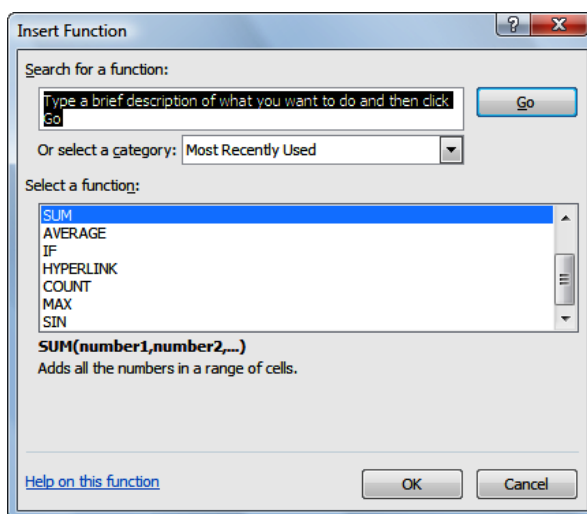 Insert Function
Search for a function:
Type a brief description of what you want to do and then click
Go
Go
Or select a category: Most Recently Used
Select a function:
SUM
AVERAGE
IF
HYPERLINK
COUNT
MAX
SIN
SUM(number1,number2,...)
Adds all the numbers in a range of cells.
Help on this function
OK
Cancel